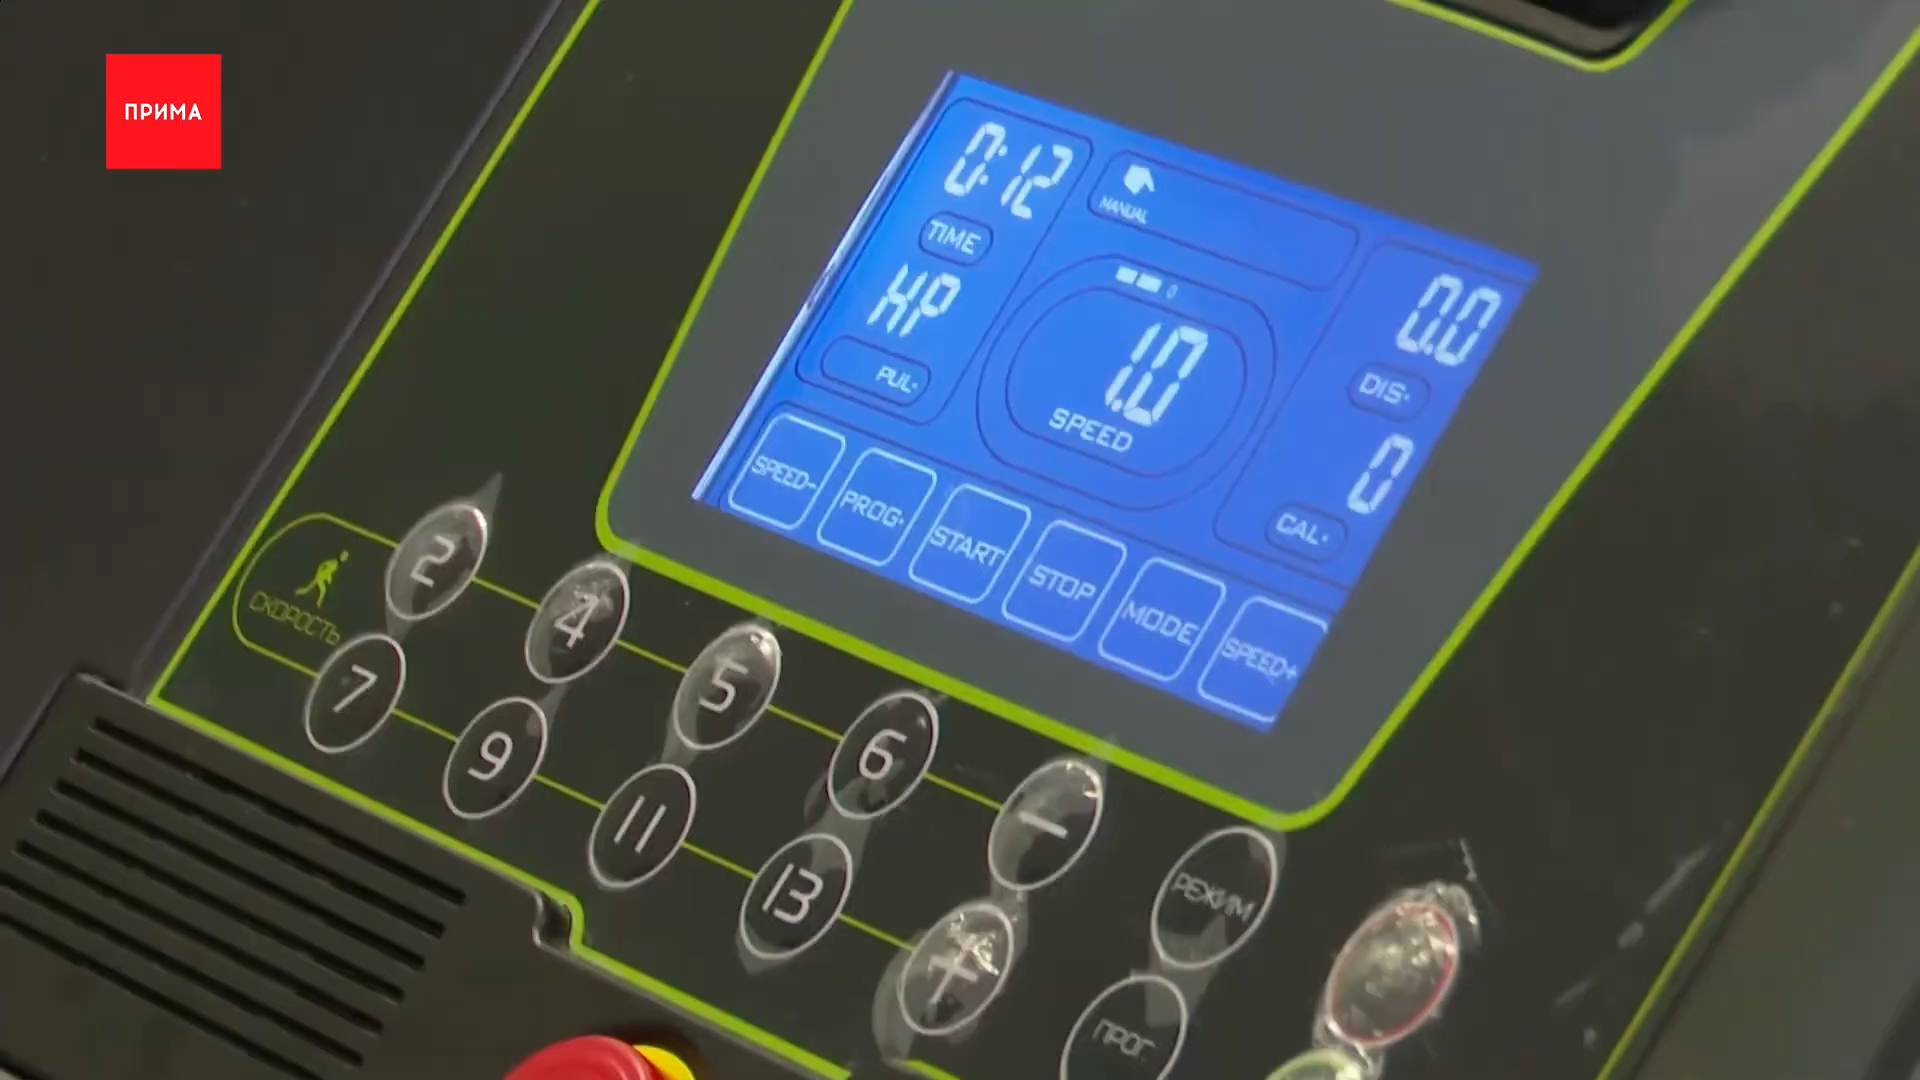 ПРИМА
0:12
TIME
HP
PUL.
MANUAL
0
1.0
SPEED
0.0
DIS.
0
CAL.
SPEED-
PROG.
START
STOP
MODE
SPEED+
СКОРОСТЬ
2
4
5
6
-
7
9
11
13
+
РЕЖИМ
ПРОГ.